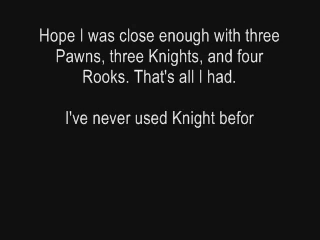 Hope I was close enough with three
Pawns, three Knights, and four
Rooks. That's all I had.
I've never used Knight befor